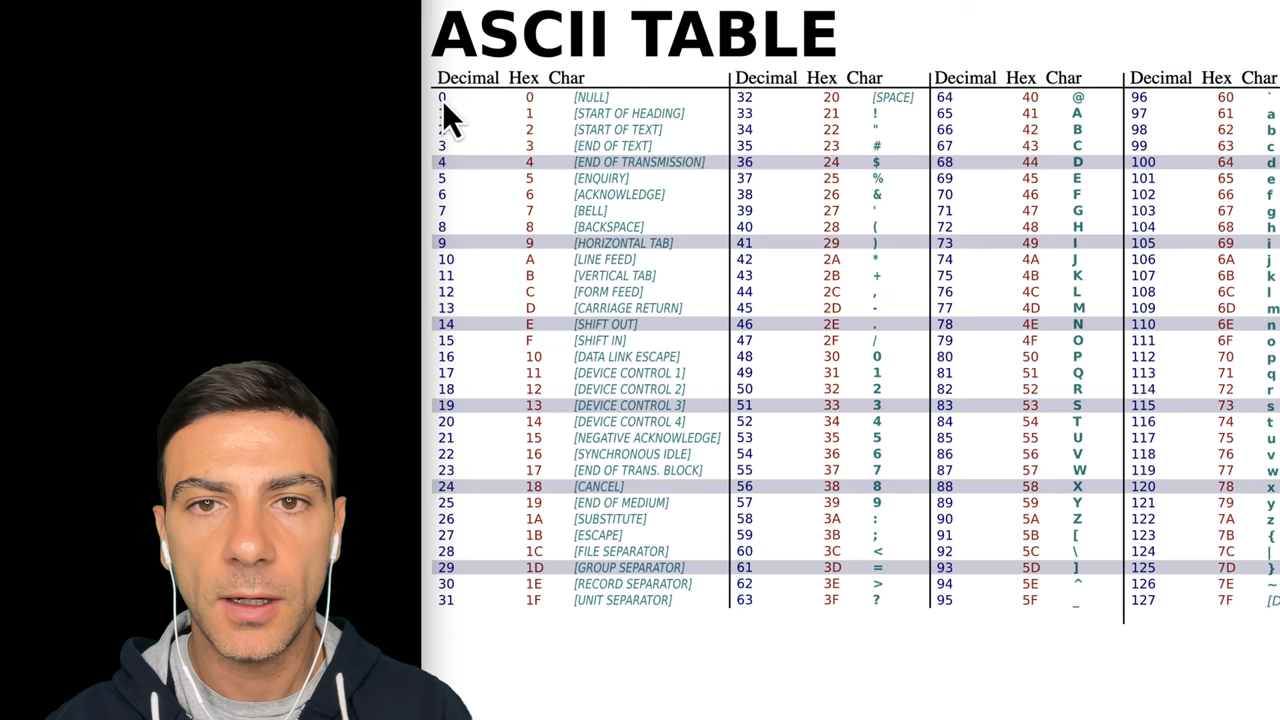 ASCII TABLE
Decimal Hex Char Decimal Hex Char Decimal Hex Char Decimal Hex Char
0 0 [NULL] 32 20 [SPACE] 64 40 @ 96 60 `
1 [START OF HEADING] 33 21 ! 65 41 A 97 61 a
2 2 [START OF TEXT] 34 22 " 66 42 B 98 62 b
3 3 [END OF TEXT] 35 23 # 67 43 C 99 63 c
4 4 [END OF TRANSMISSION] 36 24 $ 68 44 D 100 64 d
5 5 [ENQUIRY] 37 25 % 69 45 E 101 65 e
6 6 [ACKNOWLEDGE] 38 26 & 70 46 F 102 66 f
7 7 [BELL] 39 27 ' 71 47 G 103 67 g
8 8 [BACKSPACE] 40 28 ( 72 48 H 104 68 h
9 9 [HORIZONTAL TAB] 41 29 ) 73 49 I 105 69 i
10 A [LINE FEED] 42 2A * 74 4A J 106 6A j
11 B [VERTICAL TAB] 43 2B + 75 4B K 107 6B k
12 C [FORM FEED] 44 2C , 76 4C L 108 6C l
13 D [CARRIAGE RETURN] 45 2D - 77 4D M 109 6D m
14 E [SHIFT OUT] 46 2E . 78 4E N 110 6E n
15 F [SHIFT IN] 47 2F / 79 4F O 111 6F o
16 10 [DATA LINK ESCAPE] 48 30 0 80 50 P 112 70 p
17 11 [DEVICE CONTROL 1] 49 31 1 81 51 Q 113 71 q
18 12 [DEVICE CONTROL 2] 50 32 2 82 52 R 114 72 r
19 13 [DEVICE CONTROL 3] 51 33 3 83 53 S 115 73 s
20 14 [DEVICE CONTROL 4] 52 34 4 84 54 T 116 74 t
21 15 [NEGATIVE ACKNOWLEDGE] 53 35 5 85 55 U 117 75 u
22 16 [SYNCHRONOUS IDLE] 54 36 6 86 56 V 118 76 v
23 17 [END OF TRANS. BLOCK] 55 37 7 87 57 W 119 77 w
24 18 [CANCEL] 56 38 8 88 58 X 120 78 x
25 19 [END OF MEDIUM] 57 39 9 89 59 Y 121 79 y
26 1A [SUBSTITUTE] 58 3A : 90 5A Z 122 7A z
27 1B [ESCAPE] 59 3B ; 91 5B [ 123 7B {
28 1C [FILE SEPARATOR] 60 3C < 92 5C \ 124 7C |
29 1D [GROUP SEPARATOR] 61 3D = 93 5D ] 125 7D }
30 1E [RECORD SEPARATOR] 62 3E > 94 5E ^ 126 7E ~
31 1F [UNIT SEPARATOR] 63 3F ? 95 5F _ 127 7F [D